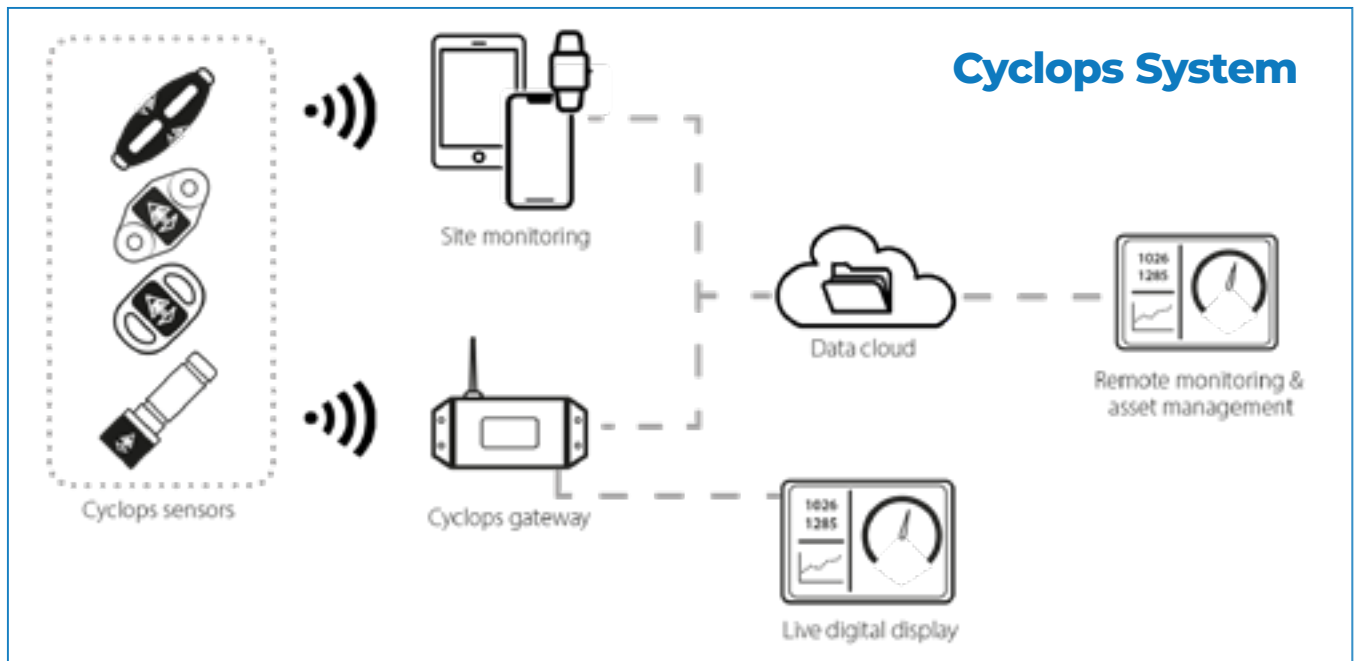 Cyclops System
Site monitoring
1026
1285
Data cloud
Remote monitoring &
asset management
Cyclops sensors
Cyclops gateway
1026
1285
Live digital display